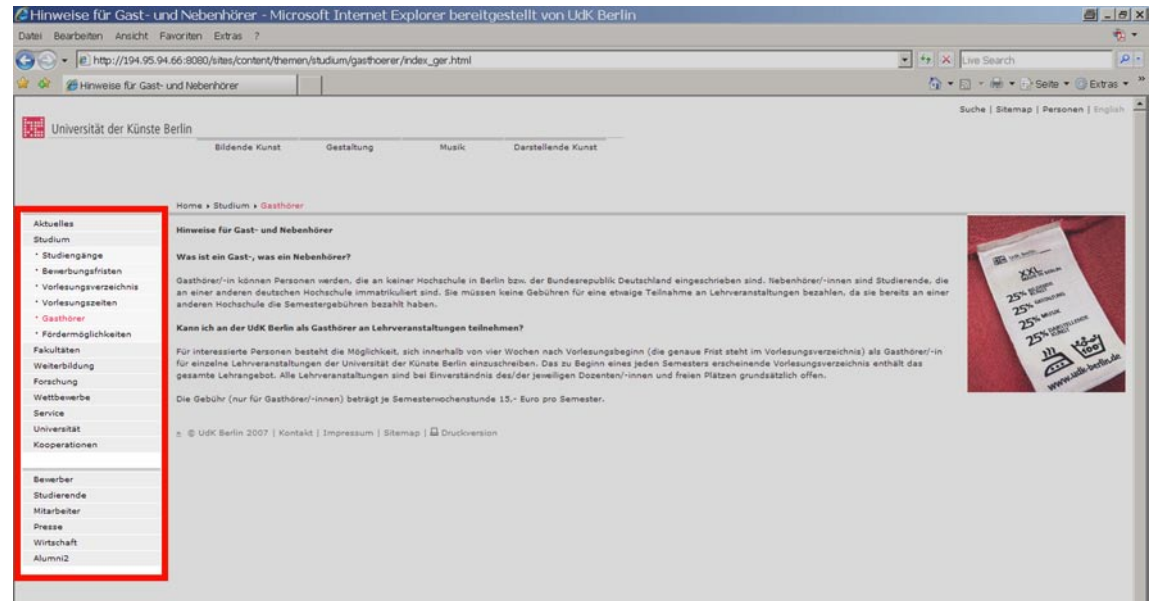 Hinweise für Gast- und Nebenhörer - Microsoft Internet Explorer bereitgestellt von UdK Berlin
Datei Bearbeiten Ansicht Favoriten Extras ?
http://194.95.94.66:8080/sites/content/themen/studium/gasthoerer/index_ger.html
Live Search
Hinweise für Gast- und Nebenhörer
Seite Extras
Suche | Sitemap | Personen | English
Universität der Künste Berlin
Bildende Kunst Gestaltung Musik Darstellende Kunst
Home Studium Gasthörer
Aktuelles
Studium
Studiengänge
Bewerbungsfristen
Vorlesungsverzeichnis
Vorlesungszeiten
Gasthörer
Fördermöglichkeiten
Fakultäten
Weiterbildung
Forschung
Wettbewerbe
Service
Universität
Kooperationen
Bewerber
Studierende
Mitarbeiter
Presse
Wirtschaft
Alumni2
Hinweise für Gast- und Nebenhörer
Was ist ein Gast-, was ein Nebenhörer?
Gasthörer/-in können Personen werden, die an keiner Hochschule in Berlin bzw. der Bundesrepublik Deutschland eingeschrieben sind. Nebenhörer/-innen sind Studierende, die
an einer anderen deutschen Hochschule immatrikuliert sind. Sie müssen keine Gebühren für eine etwaige Teilnahme an Lehrveranstaltungen bezahlen, da sie bereits an einer
anderen Hochschule die Semestergebühren bezahlt haben.
Kann ich an der UdK Berlin als Gasthörer an Lehrveranstaltungen teilnehmen?
Für interessierte Personen besteht die Möglichkeit, sich innerhalb von vier Wochen nach Vorlesungsbeginn (die genaue Frist steht im Vorlesungsverzeichnis) als Gasthörer/-in
für einzelne Lehrveranstaltungen der Universität der Künste Berlin einzuschreiben. Das zu Beginn eines jeden Semesters erscheinende Vorlesungsverzeichnis enthält das
gesamte Lehrangebot. Alle Lehrveranstaltungen sind bei Einverständnis des/der jeweiligen Dozenten/-innen und freien Plätzen grundsätzlich offen.
Die Gebühr (nur für Gasthörer/-innen) beträgt je Semesterwochenstunde 15,- Euro pro Semester.
© UdK Berlin 2007 | Kontakt | Impressum | Sitemap | Druckversion
XXL
25% BILDENDE KUNST
25% GESTALTUNG
25% MUSIK
25% DARSTELLENDE KUNST
100
www.udk-berlin.de